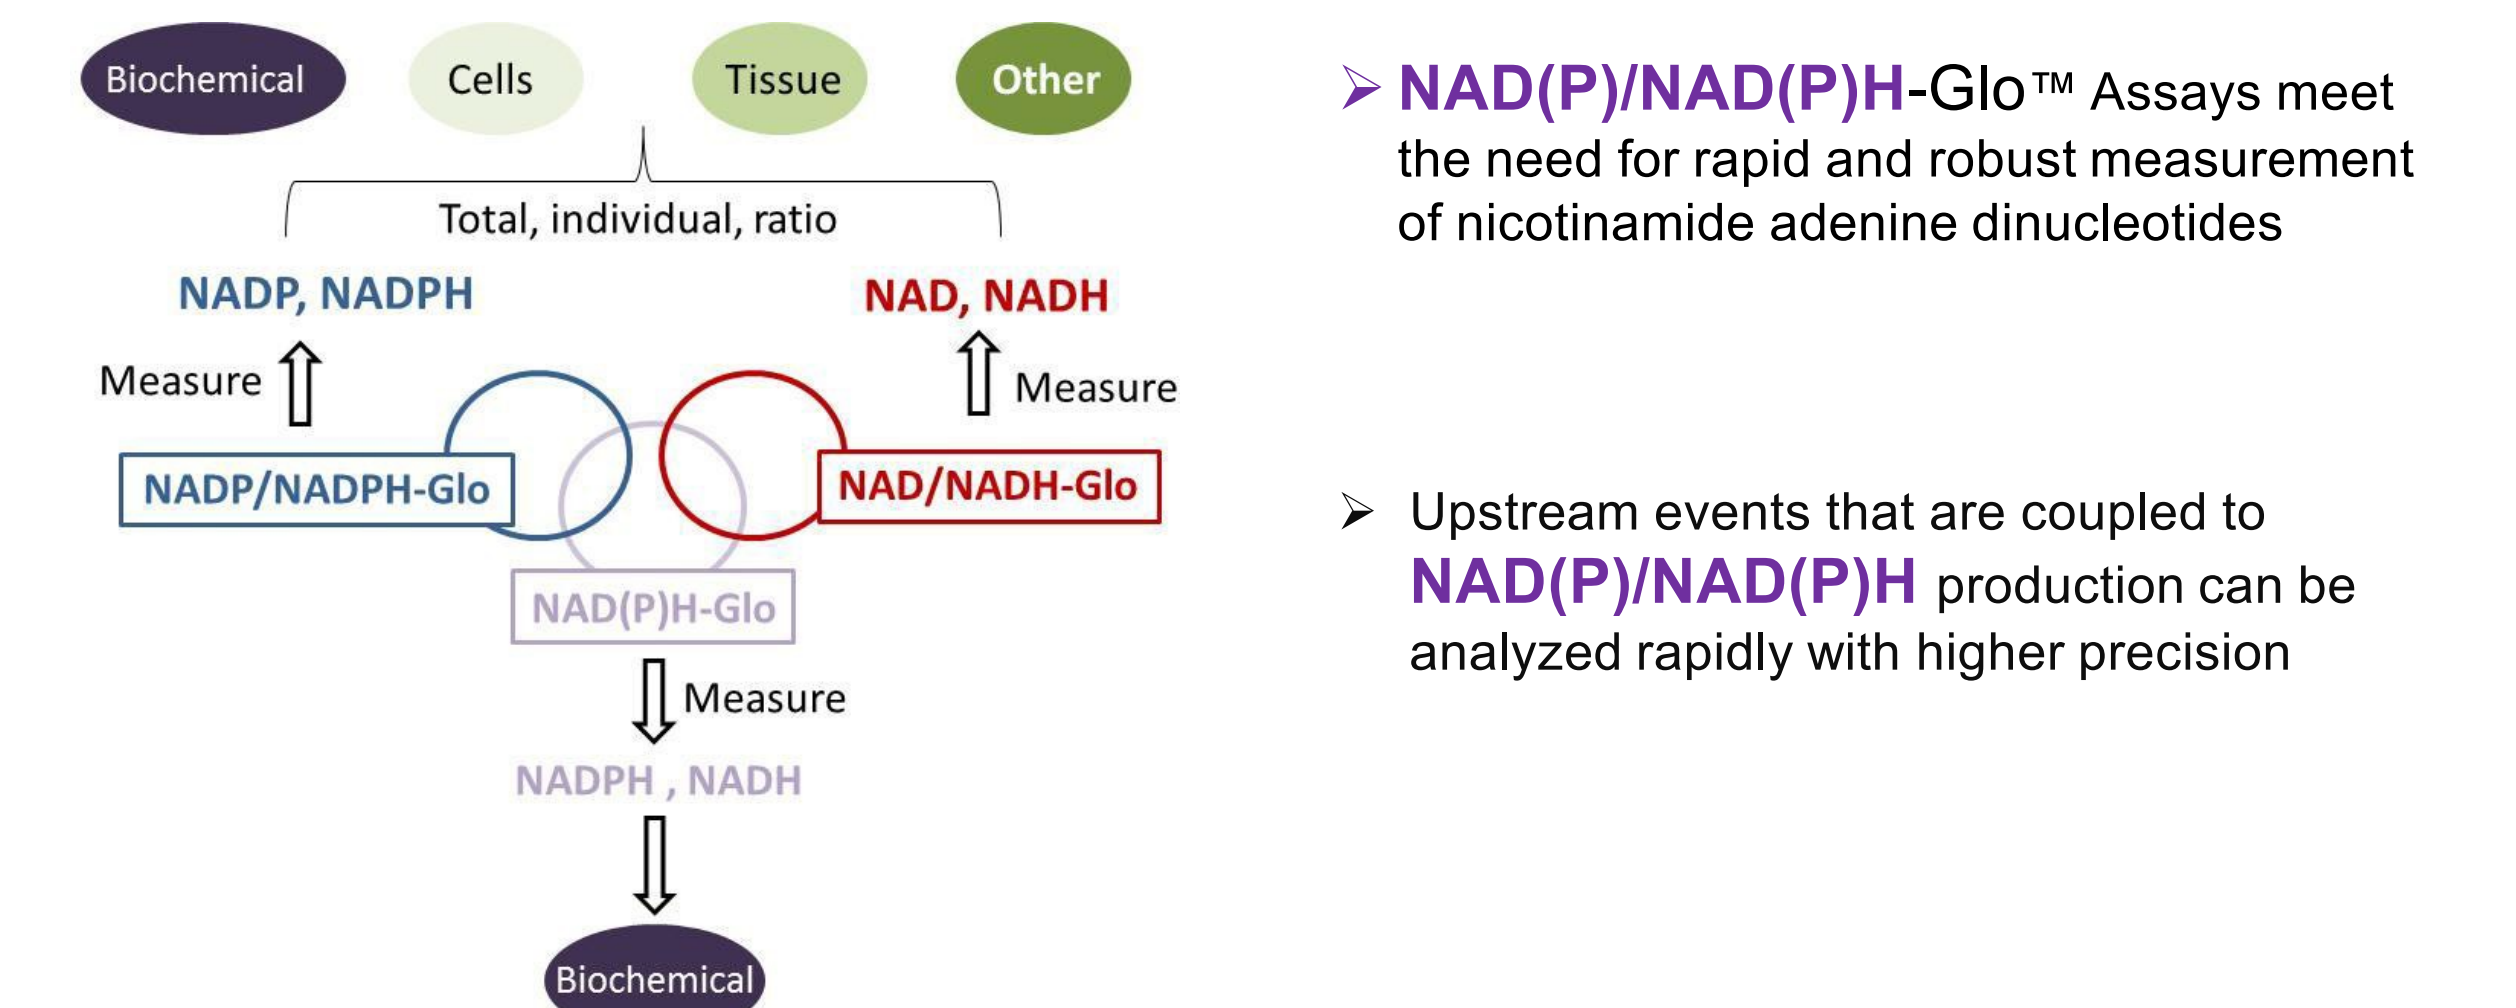 Biochemical
Cells
Tissue
Other
Total, individual, ratio
NADP, NADPH
NAD, NADH
Measure
Measure
NADP/NADPH-Glo
NAD/NADH-Glo
NAD(P)H-Glo
Measure
NADPH , NADH
Biochemical
NAD(P)/NAD(P)H-Glo™ Assays meet
the need for rapid and robust measurement
of nicotinamide adenine dinucleotides
Upstream events that are coupled to
NAD(P)/NAD(P)H production can be
analyzed rapidly with higher precision